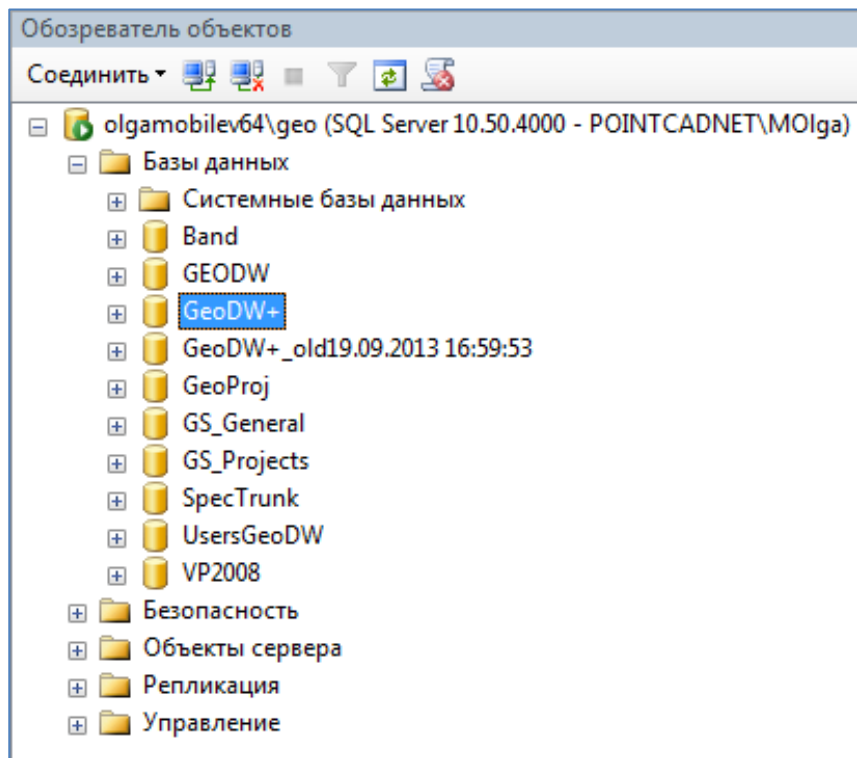 Обозреватель объектов
Соединить
olgamobilev64\geo (SQL Server 10.50.4000 - POINTCADNET\MOlga)
Базы данных
Системные базы данных
Band
GEODW
GeoDW+
GeoDW+_old19.09.2013 16:59:53
GeoProj
GS_General
GS_Projects
SpecTrunk
UsersGeoDW
VP2008
Безопасность
Объекты сервера
Репликация
Управление